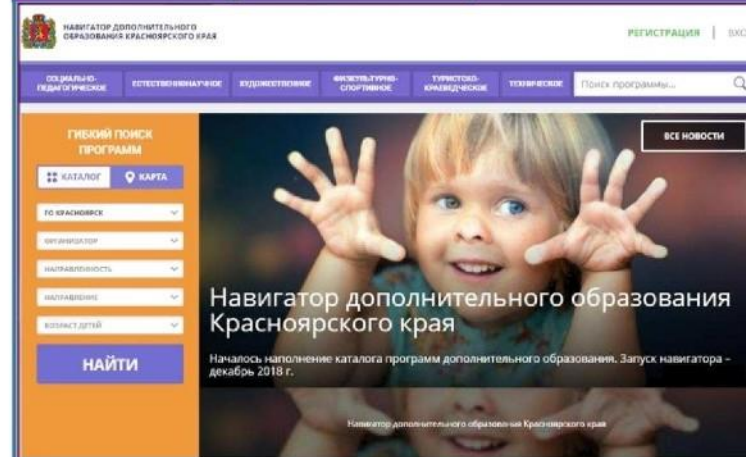 НАВИГАТОР ДОПОЛНИТЕЛЬНОГО
ОБРАЗОВАНИЯ КРАСНОЯРСКОГО КРАЯ
РЕГИСТРАЦИЯ
СОЦИАЛЬНО-
ПЕДАГОГИЧЕСКОЕ
ЕСТЕСТВЕННОНАУЧНОЕ
ХУДОЖЕСТВЕННОЕ
ФИЗКУЛЬТУРНО-
СПОРТИВНОЕ
ТУРИСТСКО-
КРАЕВЕДЧЕСКОЕ
ТЕХНИЧЕСКОЕ
Поиск программы...
ГИБКИЙ ПОИСК
ПРОГРАММ
КАТАЛОГ
КАРТА
ГО КРАСНОЯРСК
ОРГАНИЗАТОР
НАПРАВЛЕННОСТЬ
НАПРАВЛЕНИЕ
ВОЗРАСТ ДЕТЕЙ
НАЙТИ
ВСЕ НОВОСТИ
Навигатор дополнительного образования
Красноярского края
Началось наполнение каталога программ дополнительного образования. Запуск навигатора –
декабрь 2018 г.
Навигатор дополнительного образования Красноярского края